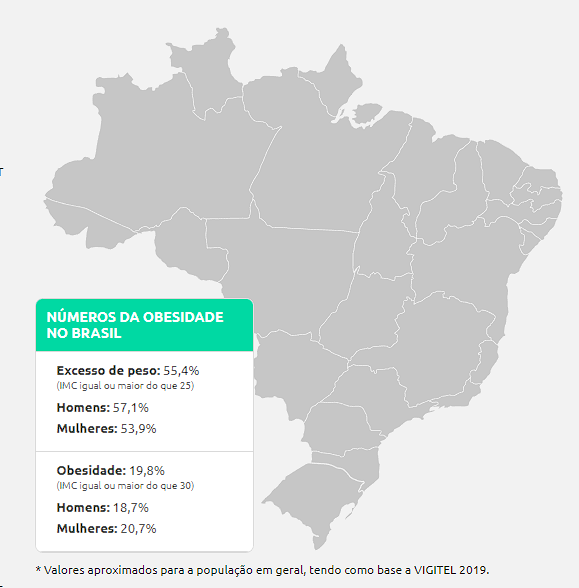 NÚMEROS DA OBESIDADE
NO BRASIL
Excesso de peso: 55,4%
(IMC igual ou maior do que 25)
Homens: 57,1%
Mulheres: 53,9%
Obesidade: 19,8%
(IMC igual ou maior do que 30)
Homens: 18,7%
Mulheres: 20,7%
* Valores aproximados para a população em geral, tendo como base a VIGITEL 2019.